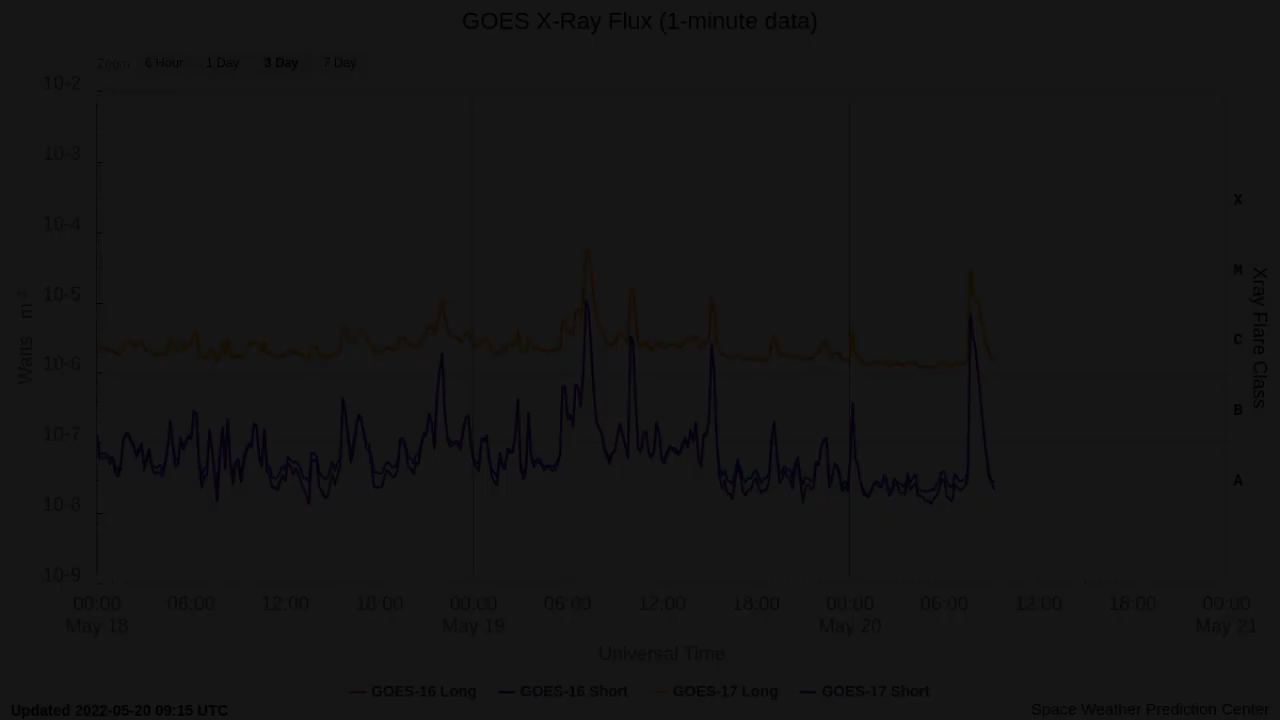 GOES X-Ray Flux (1-minute data)
Zoom 6 Hour 1 Day 3 Day 7 Day
10-2
10-3
10-4
10-5
10-6
10-7
10-8
10-9
Watts m-2
X
M
C
B
A
Xray Flare Class
00:00 06:00 12:00 18:00 00:00 06:00 12:00 18:00 00:00 06:00 12:00 18:00 00:00
May 18 May 19 May 20 May 21
Universal Time
GOES-16 Long GOES-16 Short GOES-17 Long GOES-17 Short
Updated 2022-05-20 09:15 UTC
Space Weather Prediction Center